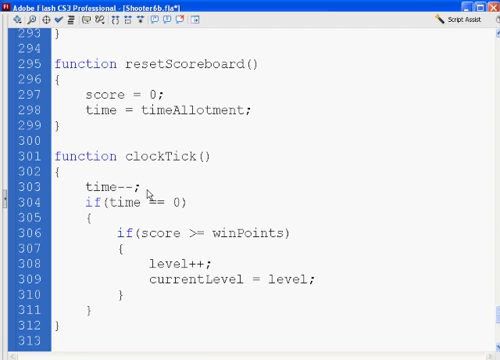 Adobe Flash CS3 Professional - [Shooter6b.fla*]
Script Assist
293 }
294
295 function resetScoreboard()
296 {
297 score = 0;
298 time = timeAllotment;
299 }
300
301 function clockTick()
302 {
303 time--;
304 if(time == 0)
305 {
306 if(score >= winPoints)
307 {
308 level++;
309 currentLevel = level;
310 }
311 }
312 }
313